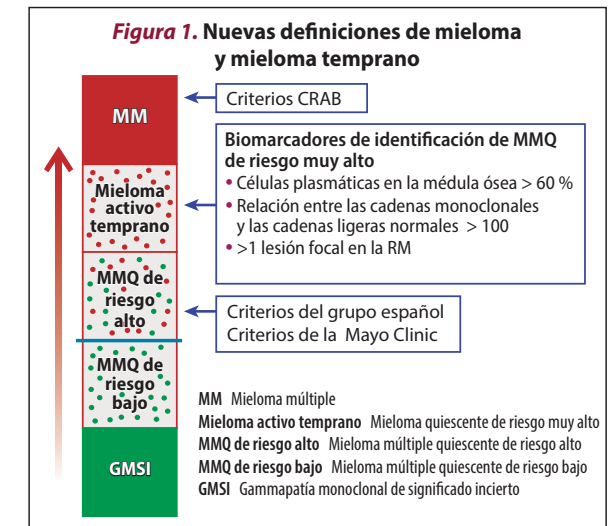 Figura 1. Nuevas definiciones de mieloma
y mieloma temprano
MM
Criterios CRAB
Mieloma
activo
temprano
Biomarcadores de identificación de MMQ
de riesgo muy alto
• Células plasmáticas en la médula ósea > 60 %
• Relación entre las cadenas monoclonales
y las cadenas ligeras normales > 100
• >1 lesión focal en la RM
MMQ de
riesgo
alto
Criterios del grupo español
Criterios de la Mayo Clinic
MMQ de
riesgo
bajo
GMSI
MM Mieloma múltiple
Mieloma activo temprano Mieloma quiescente de riesgo muy alto
MMQ de riesgo alto Mieloma múltiple quiescente de riesgo alto
MMQ de riesgo bajo Mieloma múltiple quiescente de riesgo bajo
GMSI Gammapatía monoclonal de significado incierto